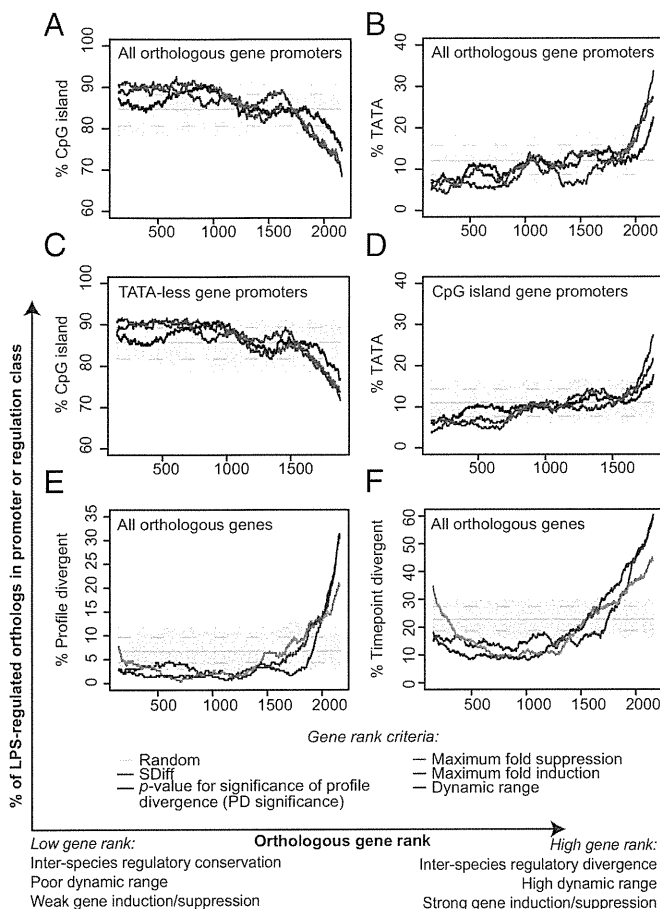 A
All orthologous gene promoters
% CpG island
100
90
80
70
60
500
1000
1500
2000
B
All orthologous gene promoters
% TATA
40
30
20
10
0
500
1000
1500
2000
C
TATA-less gene promoters
% CpG island
100
90
80
70
60
500
1000
1500
D
CpG island gene promoters
% TATA
40
30
20
10
0
500
1000
1500
E
All orthologous genes
% Profile divergent
35
30
25
20
15
10
5
0
500
1000
1500
2000
F
All orthologous genes
% Timepoint divergent
60
50
40
30
20
10
0
500
1000
1500
2000
% of LPS-regulated orthologs in promoter or regulation class
Gene rank criteria:
Random
SDiff
p-value for significance of profile
divergence (PD significance)
Maximum fold suppression
Maximum fold induction
Dynamic range
Orthologous gene rank
Low gene rank:
Inter-species regulatory conservation
Poor dynamic range
Weak gene induction/suppression
High gene rank:
Inter-species regulatory divergence
High dynamic range
Strong gene induction/suppression